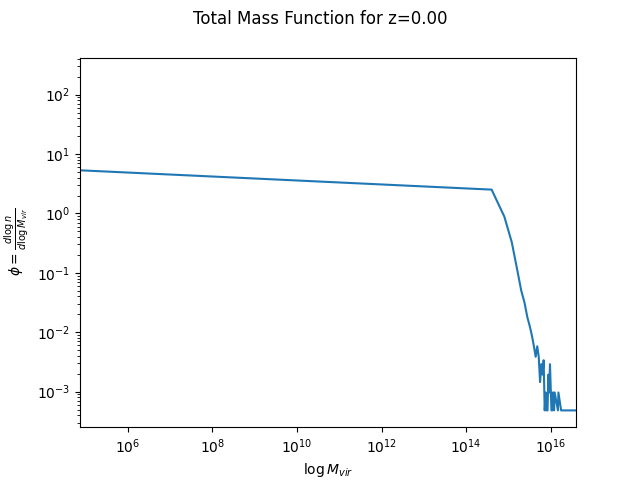 Total Mass Function for z=0.00
10²
10¹
10⁰
10⁻¹
10⁻²
10⁻³
ϕ = d log n / d log M_vir
10⁶ 10⁸ 10¹⁰ 10¹² 10¹⁴ 10¹⁶
log M_vir